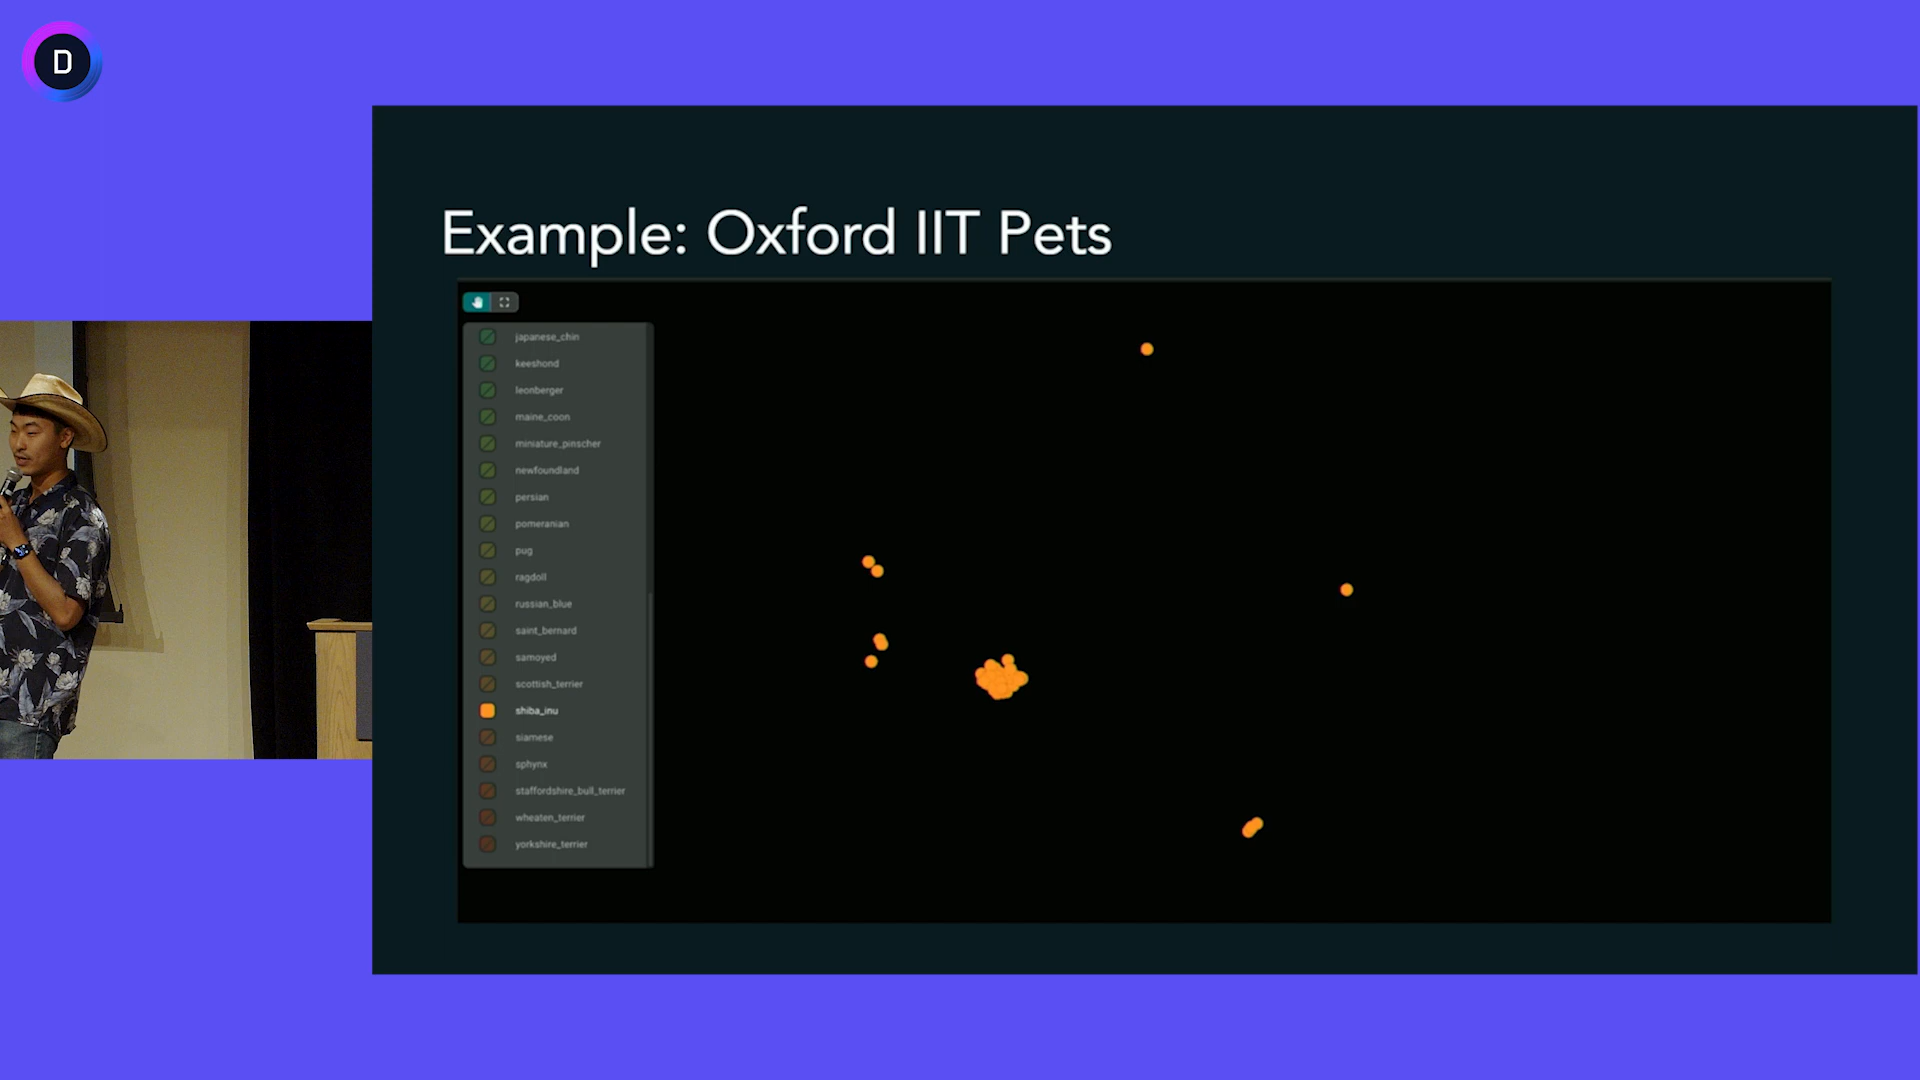 D
Example: Oxford IIT Pets
japanese_chin
keeshond
leonberger
maine_coon
miniature_pinscher
newfoundland
persian
pomeranian
pug
ragdoll
russian_blue
saint_bernard
samoyed
scottish_terrier
shiba_inu
siamese
sphynx
staffordshire_bull_terrier
wheaten_terrier
yorkshire_terrier